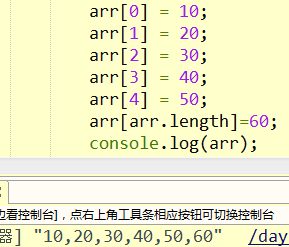 arr[0] = 10;
arr[1] = 20;
arr[2] = 30;
arr[3] = 40;
arr[4] = 50;
arr[arr.length]=60;
console.log(arr);
边看控制台]，点右上角工具条相应按钮可切换控制台
器] "10,20,30,40,50,60" /day